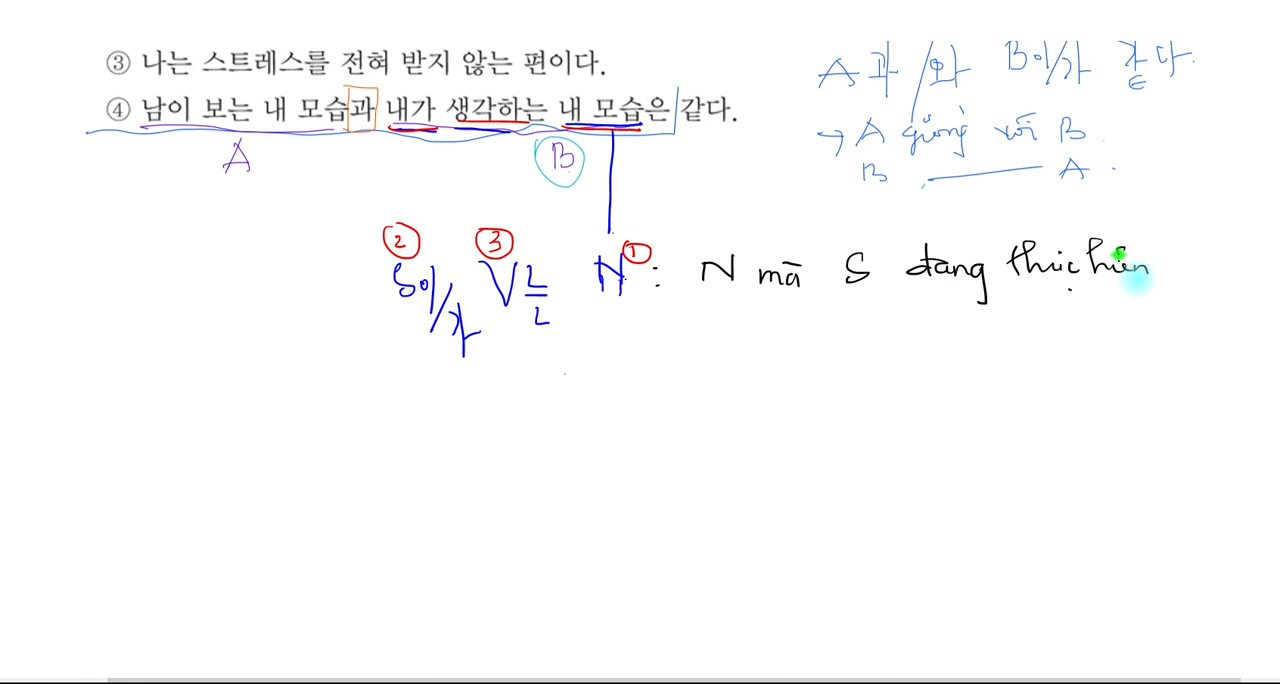 ③ 나는 스트레스를 전혀 받지 않는 편이다.
④ 남이 보는 내 모습과 내가 생각하는 내 모습은 같다.
A과/와 B이/가 같다.
→ A giống với B
B —— A.
A
B
② ③ ①
S이/가 V N : N mà S đang thực hiện